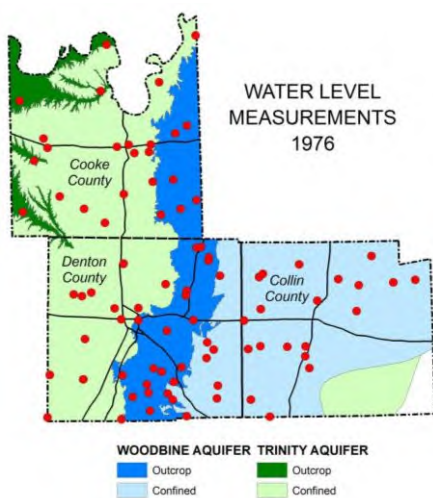 WATER LEVEL
MEASUREMENTS
1976
Cooke
County
Denton
County
Collin
County
WOODBINE AQUIFER TRINITY AQUIFER
Outcrop Outcrop
Confined Confined